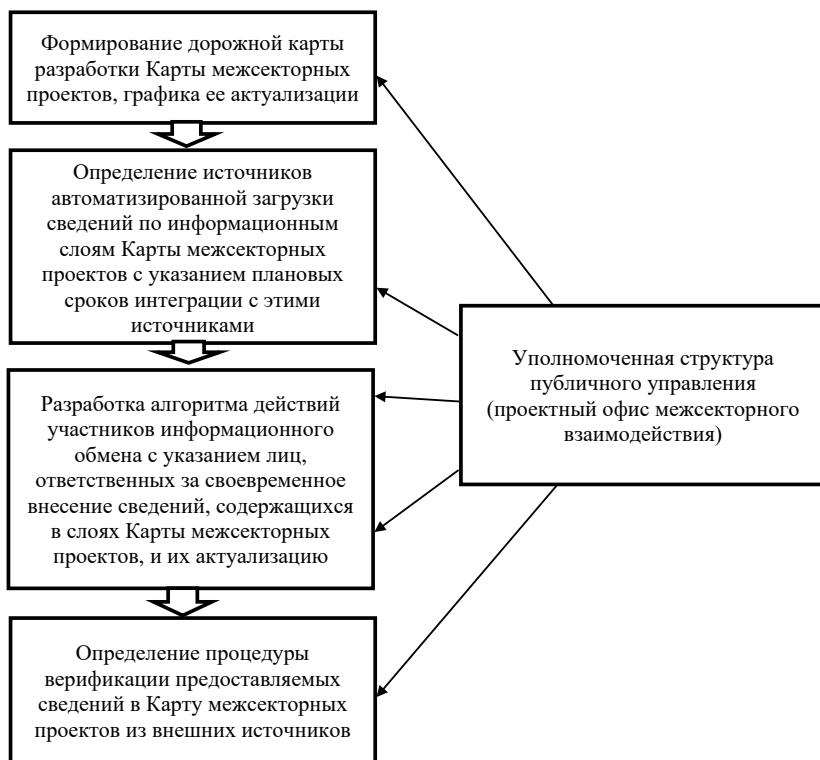 Формирование дорожной карты
разработки Карты межсекторных
проектов, графика ее актуализации
Определение источников
автоматизированной загрузки
сведений по информационным
слоям Карты межсекторных
проектов с указанием плановых
сроков интеграции с этими
источниками
Разработка алгоритма действий
участников информационного
обмена с указанием лиц,
ответственных за своевременное
внесение сведений, содержащихся
в слоях Карты межсекторных
проектов, и их актуализацию
Определение процедуры
верификации предоставляемых
сведений в Карту межсекторных
проектов из внешних источников
Уполномоченная структура
публичного управления
(проектный офис межсекторного
взаимодействия)